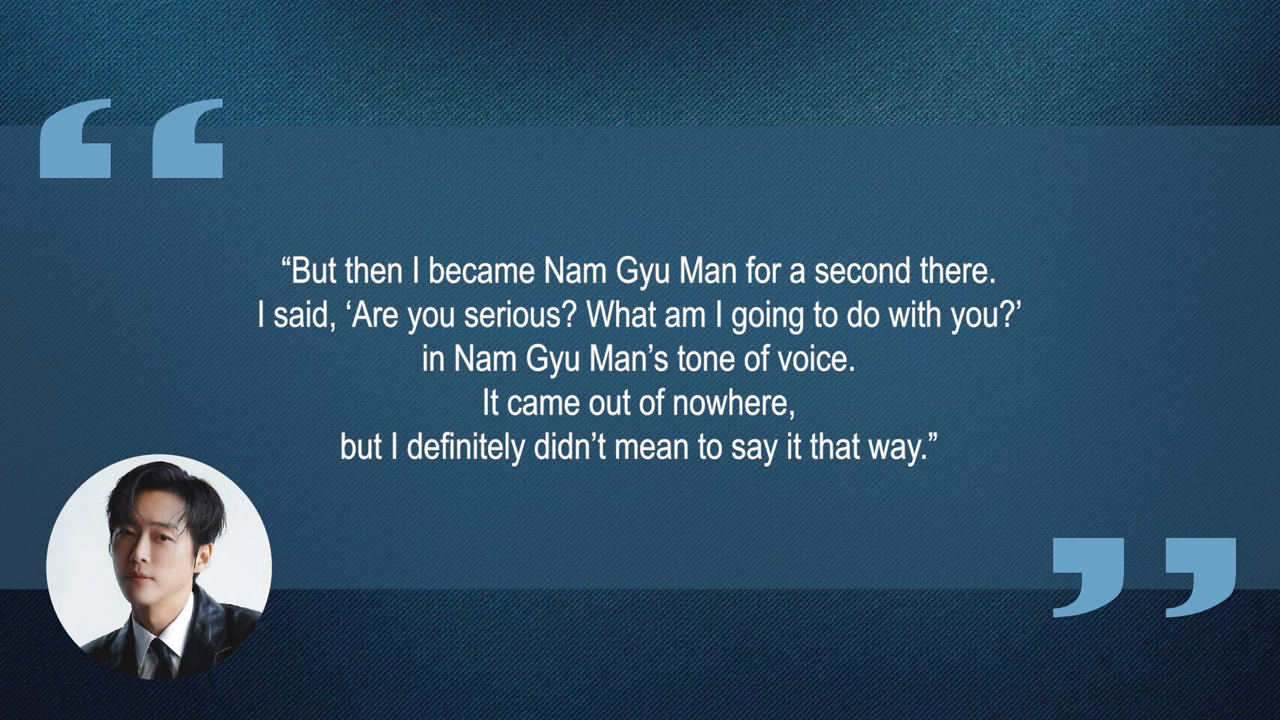 “But then I became Nam Gyu Man for a second there.
I said, ‘Are you serious? What am I going to do with you?’
in Nam Gyu Man’s tone of voice.
It came out of nowhere,
but I definitely didn’t mean to say it that way.”